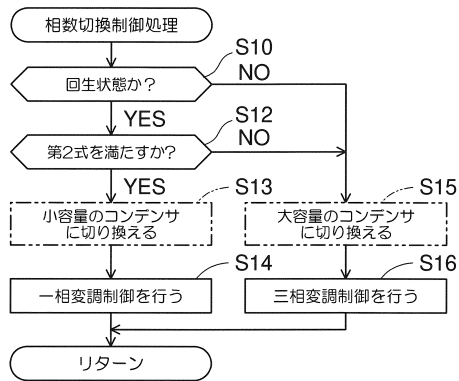 相数切換制御処理
S10
回生状態か?
NO
YES
S12
第2式を満たすか?
NO
YES
S13
小容量のコンデンサ
に切り換える
S15
大容量のコンデンサ
に切り換える
S14
一相変調制御を行う
S16
三相変調制御を行う
リターン